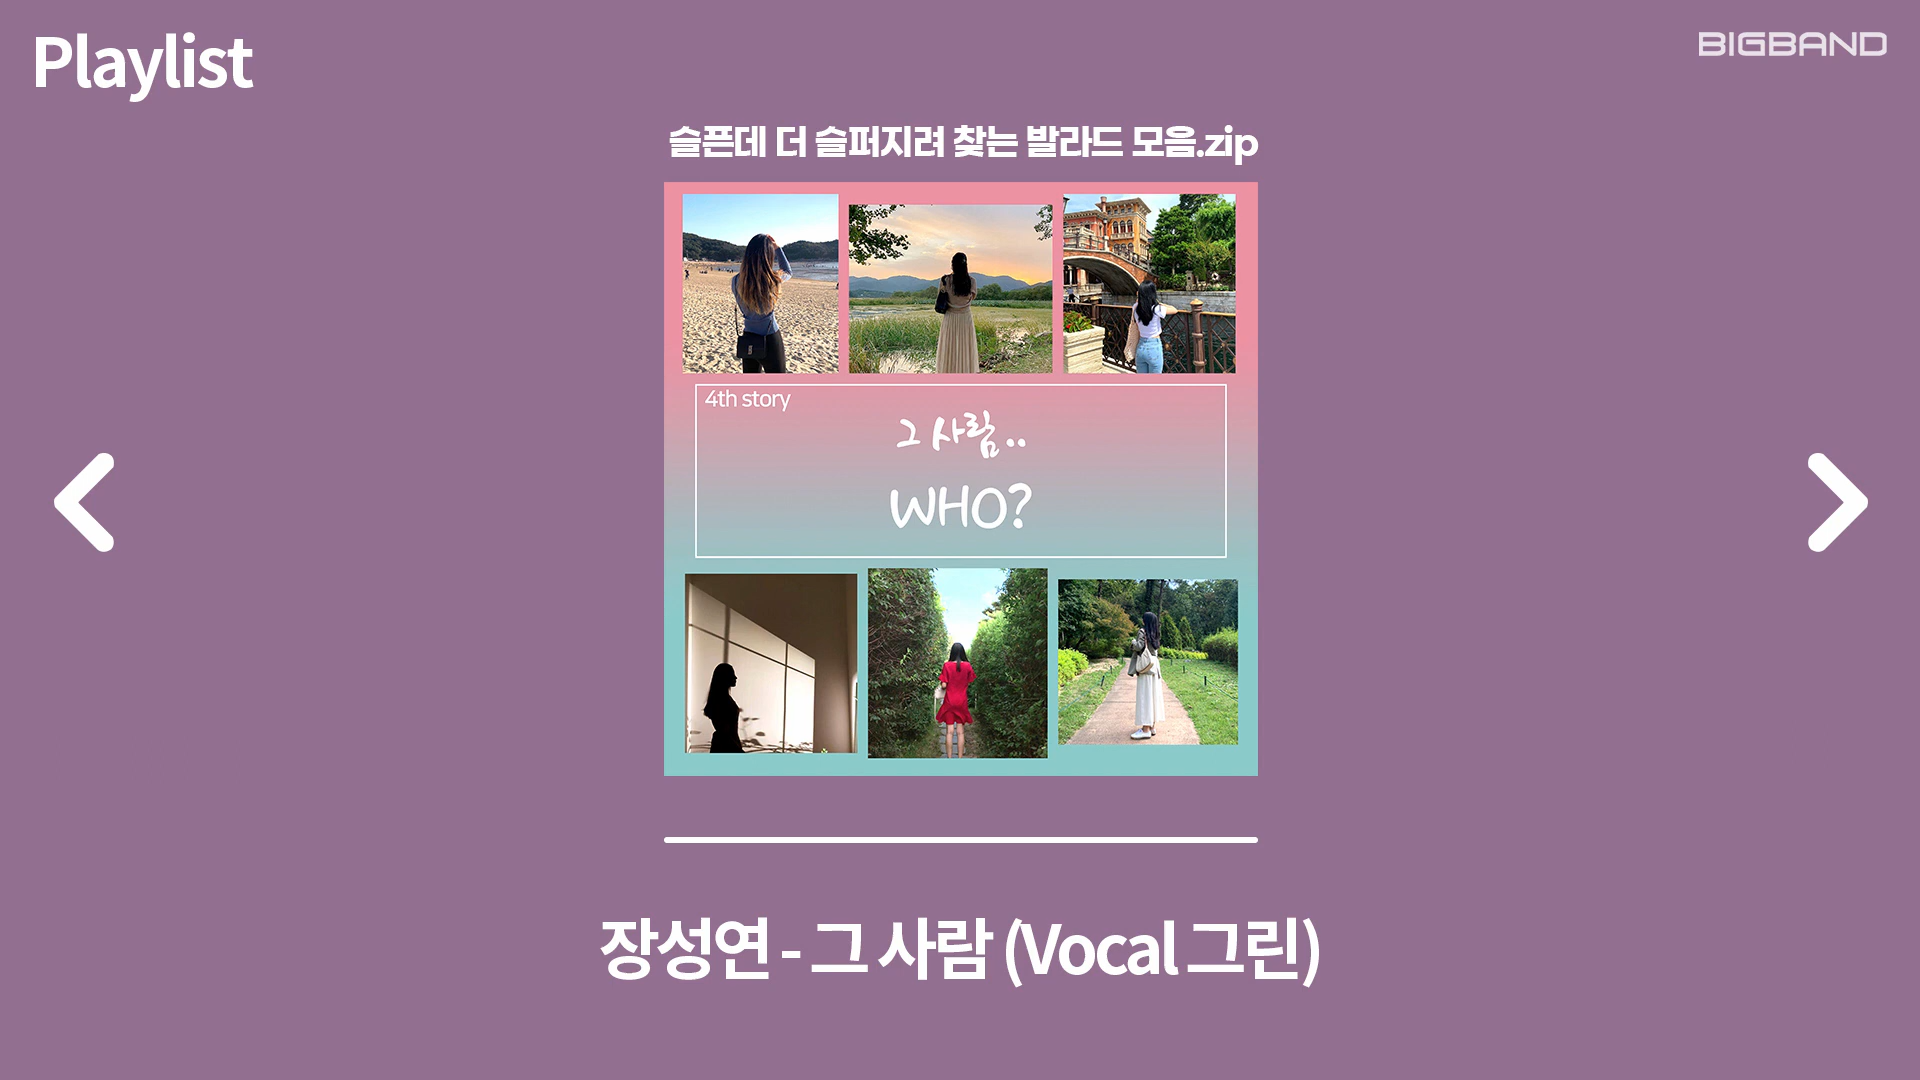 Playlist
BIGBAND
슬픈데 더 슬퍼지려 찾는 발라드 모음.zip
4th story
그 사람..
WHO?
장성연 - 그 사람 (Vocal 그린)